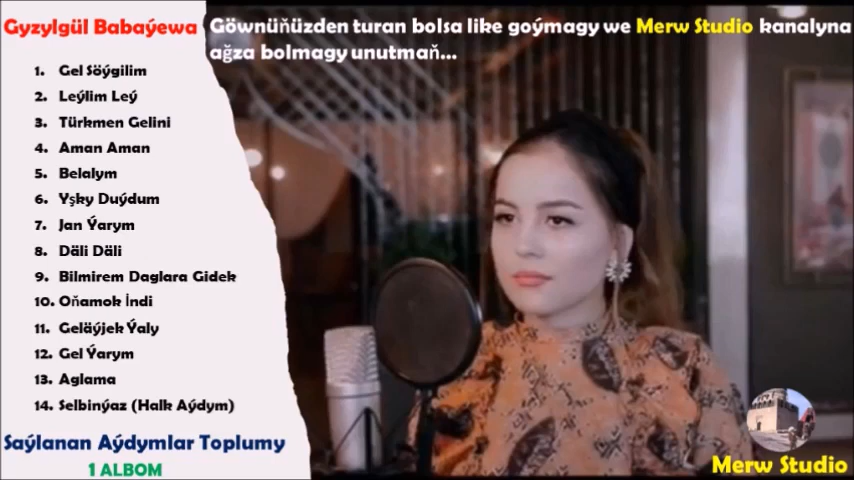 Gyzylgül Babaýewa
Göwnüňüzden turan bolsa like goýmagy we Merw Studio kanalyna
ağza bolmagy unutmaň...
1. Gel Söýgilim
2. Leýlim Leý
3. Türkmen Gelini
4. Aman Aman
5. Belalym
6. Yşky Duýdum
7. Jan Ýarym
8. Däli Däli
9. Bilmirem Daglara Gidek
10. Oňamok İndi
11. Geläýjek Ýaly
12. Gel Ýarym
13. Aglama
14. Selbinýaz (Halk Aýdym)
Saýlanan Aýdymlar Toplumy
1 ALBOM
Merw Studio